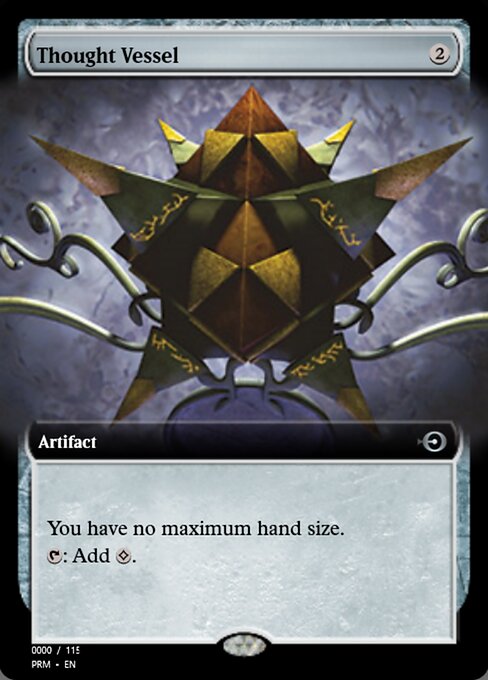 Thought Vessel 2
Artifact
You have no maximum hand size.
: Add .
0000 / 115
PRM • EN